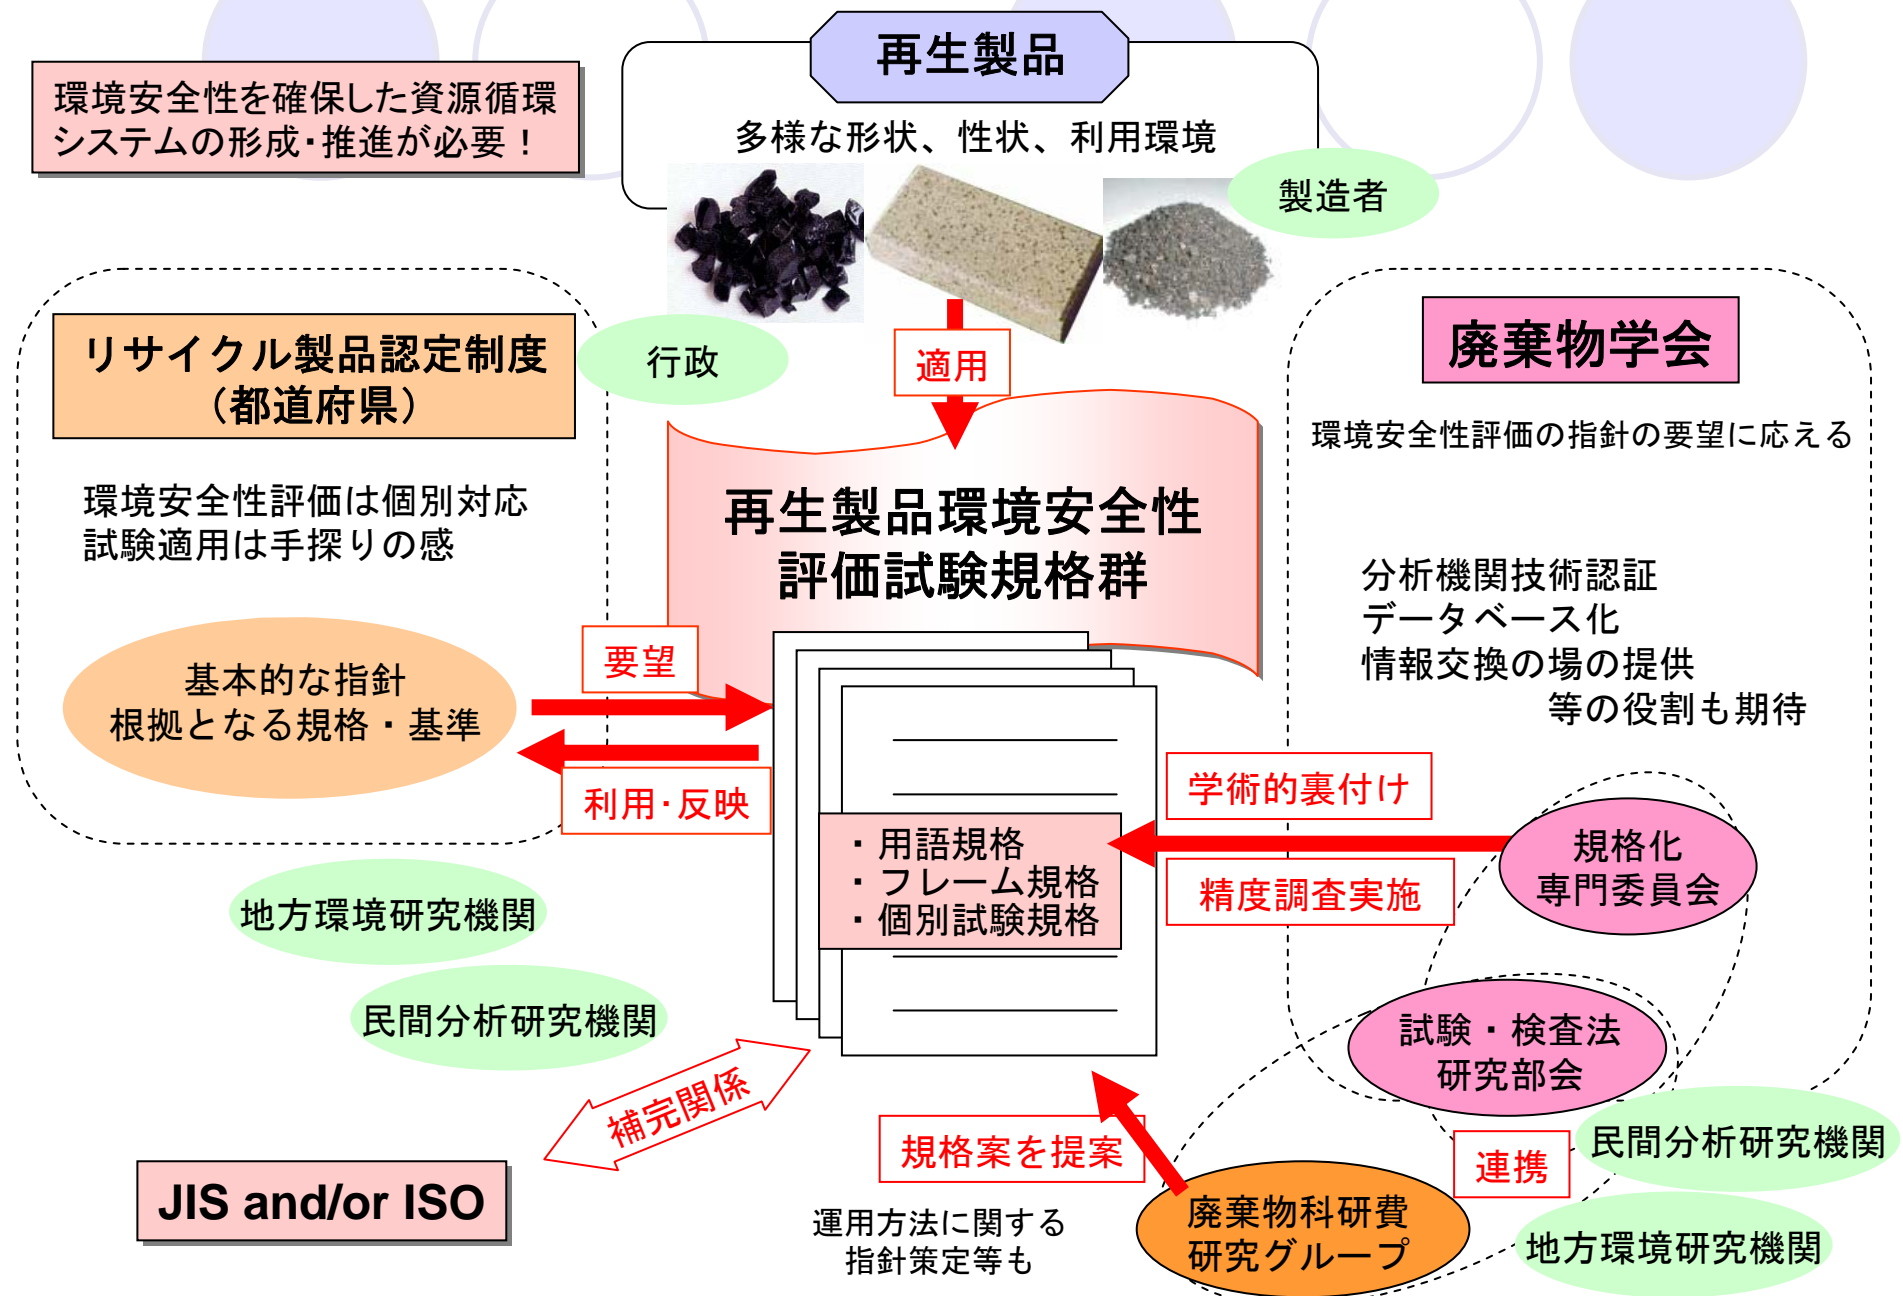 再生製品
多様な形状、性状、利用環境
製造者
環境安全性を確保した資源循環
システムの形成・推進が必要！
リサイクル製品認定制度
（都道府県）
行政
環境安全性評価は個別対応
試験適用は手探りの感
基本的な指針
根拠となる規格・基準
要望
利用・反映
適用
再生製品環境安全性
評価試験規格群
・用語規格
・フレーム規格
・個別試験規格
廃棄物学会
環境安全性評価の指針の要望に応える
分析機関技術認証
データベース化
情報交換の場の提供
等の役割も期待
学術的裏付け
精度調査実施
規格化
専門委員会
試験・検査法
研究部会
地方環境研究機関
民間分析研究機関
補完関係
JIS and/or ISO
規格案を提案
運用方法に関する
指針策定等も
廃棄物科研費
研究グループ
連携
民間分析研究機関
地方環境研究機関